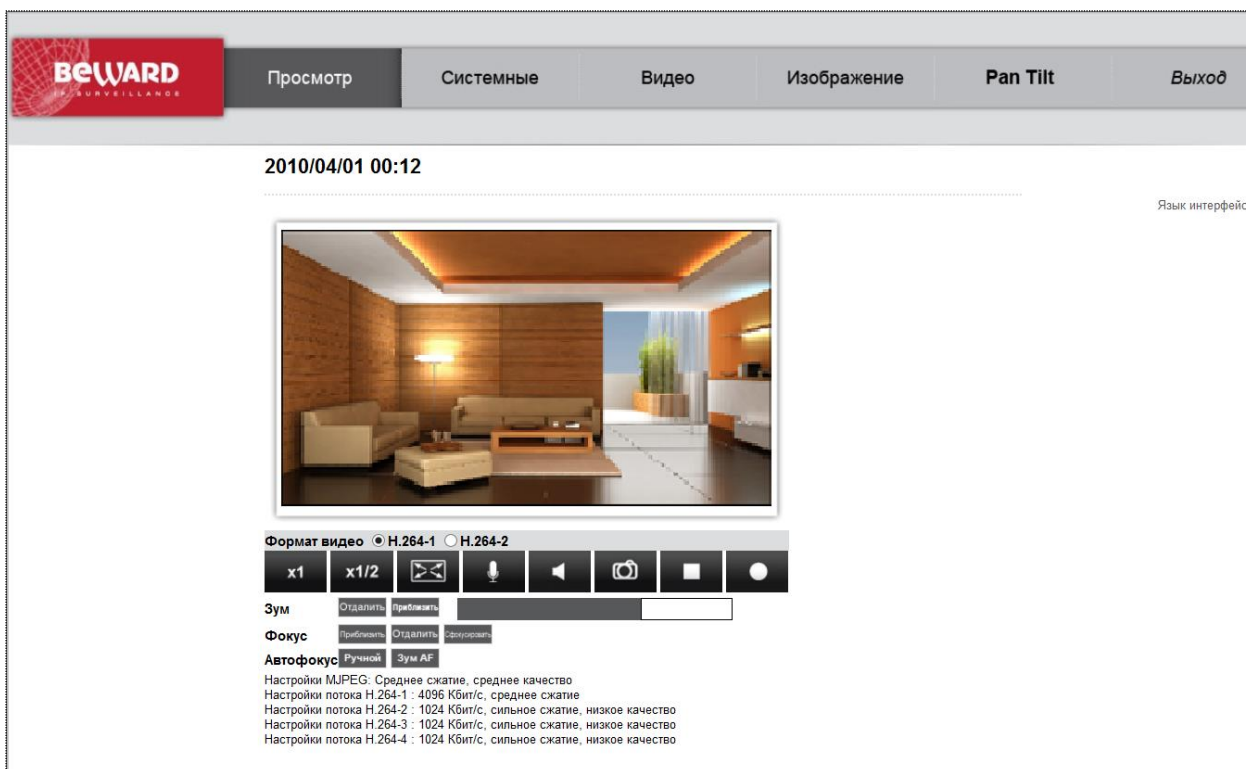 BEWARD
IP SURVEILLANCE
Просмотр Системные Видео Изображение Pan Tilt Выход
2010/04/01 00:12
Язык интерфейс
Формат видео H.264-1 H.264-2
x1 x1/2
Зум Отдалить Приблизить
Фокус Приблизить Отдалить Сфокусировать
Автофокус Ручной Зум AF
Настройки MJPEG: Среднее сжатие, среднее качество
Настройки потока H.264-1 : 4096 Кбит/с, среднее сжатие
Настройки потока H.264-2 : 1024 Кбит/с, сильное сжатие, низкое качество
Настройки потока H.264-3 : 1024 Кбит/с, сильное сжатие, низкое качество
Настройки потока H.264-4 : 1024 Кбит/с, сильное сжатие, низкое качество